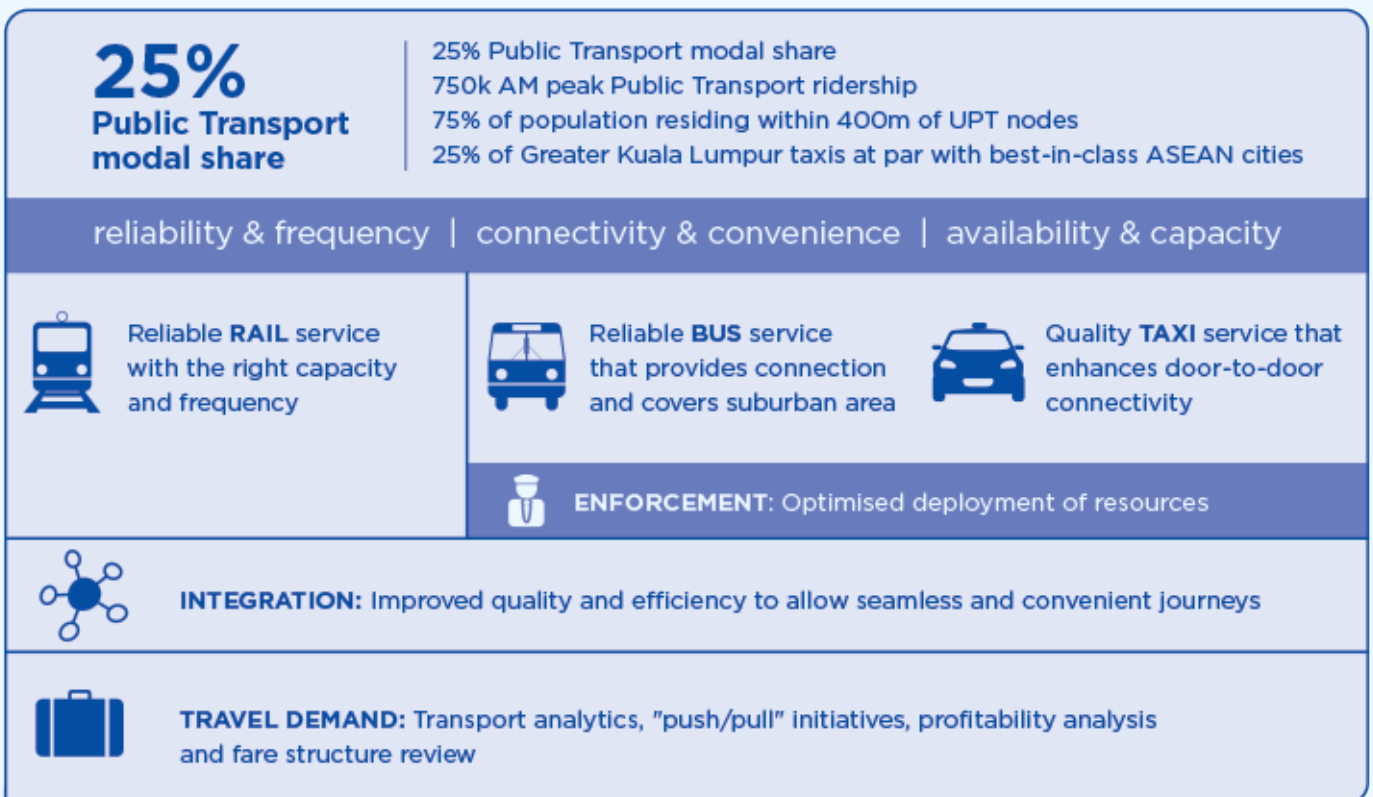 25%
Public Transport
modal share
25% Public Transport modal share
750k AM peak Public Transport ridership
75% of population residing within 400m of UPT nodes
25% of Greater Kuala Lumpur taxis at par with best-in-class ASEAN cities
reliability & frequency | connectivity & convenience | availability & capacity
Reliable RAIL service
with the right capacity
and frequency
Reliable BUS service
that provides connection
and covers suburban area
Quality TAXI service that
enhances door-to-door
connectivity
ENFORCEMENT: Optimised deployment of resources
INTEGRATION: Improved quality and efficiency to allow seamless and convenient journeys
TRAVEL DEMAND: Transport analytics, "push/pull" initiatives, profitability analysis
and fare structure review